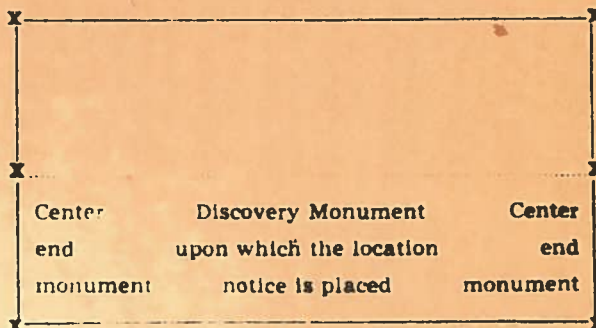 X X
X X
Center Discovery Monument Center
end upon which the location end
monument notice is placed monument
X X